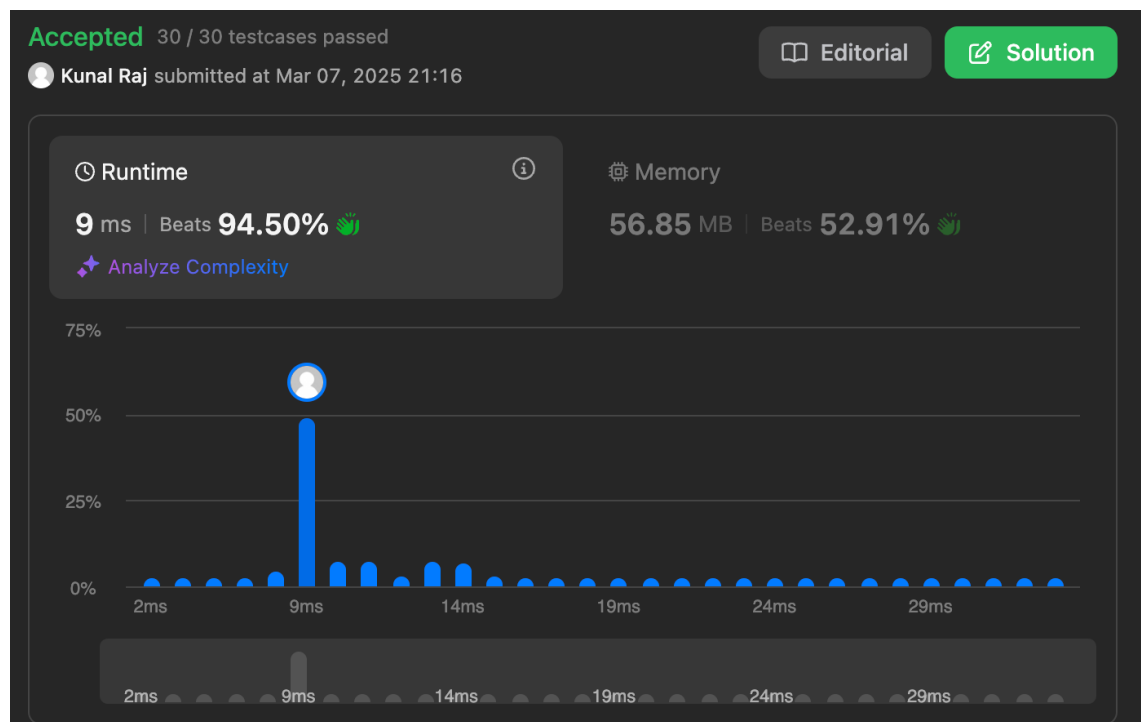 Accepted 30 / 30 testcases passed
Editorial
Solution
Kunal Raj submitted at Mar 07, 2025 21:16
Runtime
9 ms | Beats 94.50%
Analyze Complexity
Memory
56.85 MB | Beats 52.91%
75%
50%
25%
0%
2ms 9ms 14ms 19ms 24ms 29ms
2ms 9ms 14ms 19ms 24ms 29ms